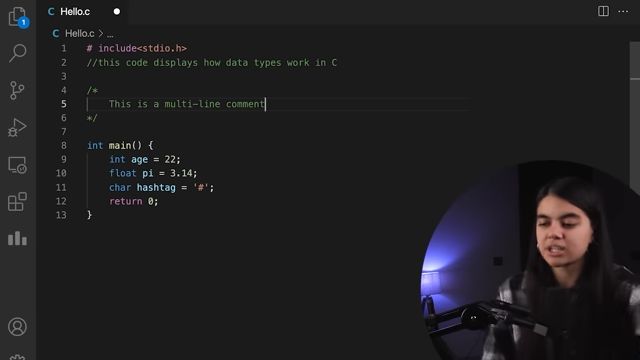 Hello.c
Hello.c > ...
1 # include<stdio.h>
2 //this code displays how data types work in C
3
4 /*
5 This is a multi-line comment
6 */
7
8 int main() {
9 int age = 22;
10 float pi = 3.14;
11 char hashtag = '#';
12 return 0;
13 }
1
C
C